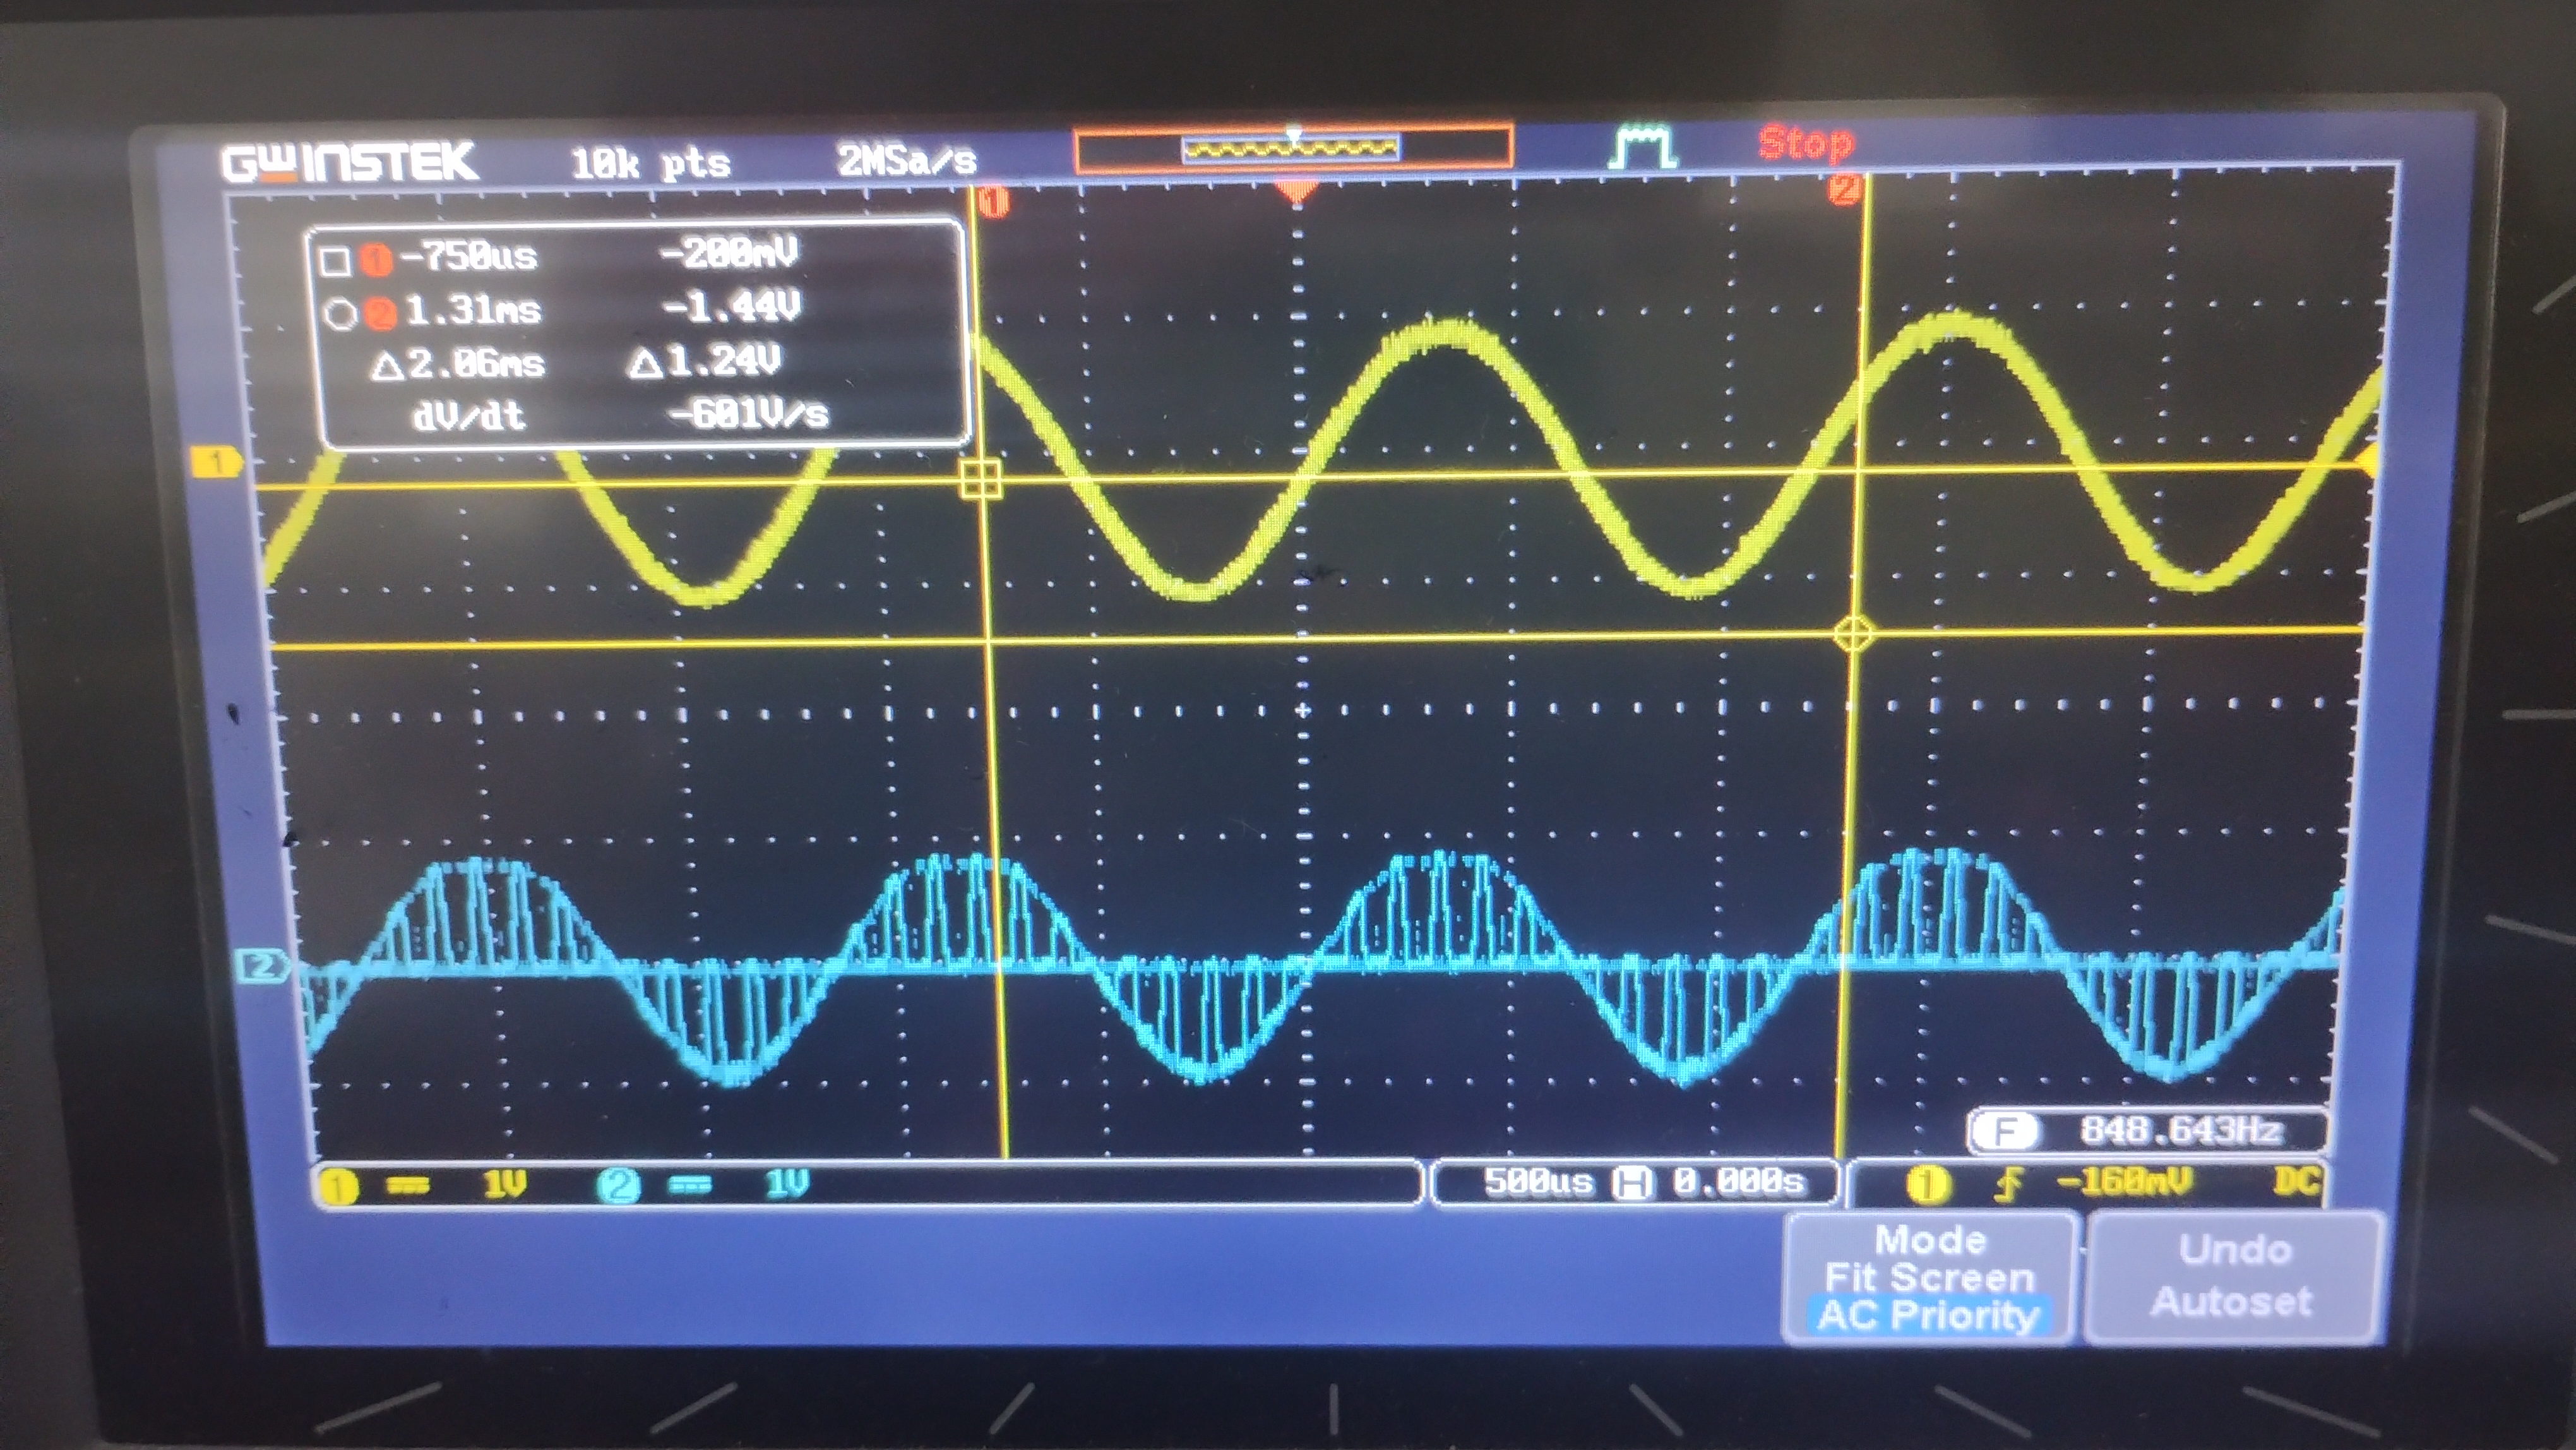 GWINSTEK 10k pts 2MSa/s Stop
1 2
1 -750us -200mV
2 1.31ms -1.44V
△2.06ms △1.24V
dV/dt -601V/s
1
2
F 848.643Hz
1 1V 2 1V 500us H 0.000s 1 -160mV DC
Mode
Fit Screen
AC Priority
Undo
Autoset